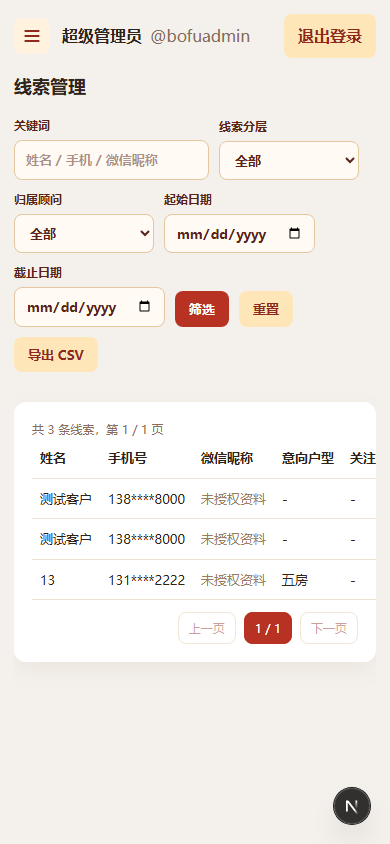 超级管理员 @bofuadmin 退出登录
线索管理
关键词 线索分层
姓名 / 手机 / 微信昵称 全部
归属顾问 起始日期
全部 mm/dd/yyyy
截止日期
mm/dd/yyyy 筛选 重置
导出 CSV
共 3 条线索，第 1 / 1 页
姓名 手机号 微信昵称 意向户型 关注
测试客户 138****8000 未授权资料 - -
测试客户 138****8000 未授权资料 - -
13 131****2222 未授权资料 五房 -
上一页 1 / 1 下一页
N